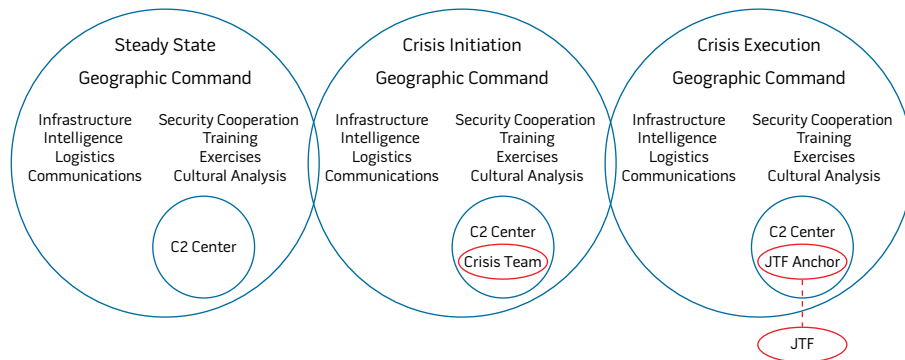 Steady State
Geographic Command
Infrastructure
Intelligence
Logistics
Communications
Security Cooperation
Training
Exercises
Cultural Analysis
C2 Center
Crisis Initiation
Geographic Command
Infrastructure
Intelligence
Logistics
Communications
Security Cooperation
Training
Exercises
Cultural Analysis
C2 Center
Crisis Team
Crisis Execution
Geographic Command
Infrastructure
Intelligence
Logistics
Communications
Security Cooperation
Training
Exercises
Cultural Analysis
C2 Center
JTF Anchor
JTF